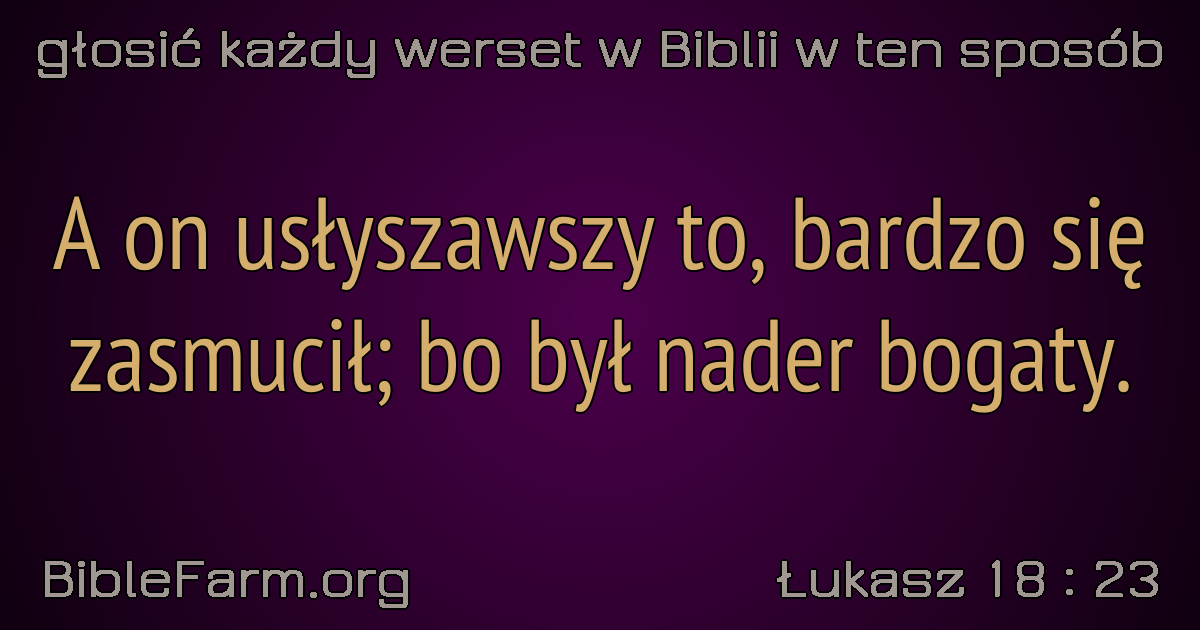 głosić każdy werset w Biblii w ten sposób
A on usłyszawszy to, bardzo się
zasmucił; bo był nader bogaty.
BibleFarm.org
Łukasz 18 : 23